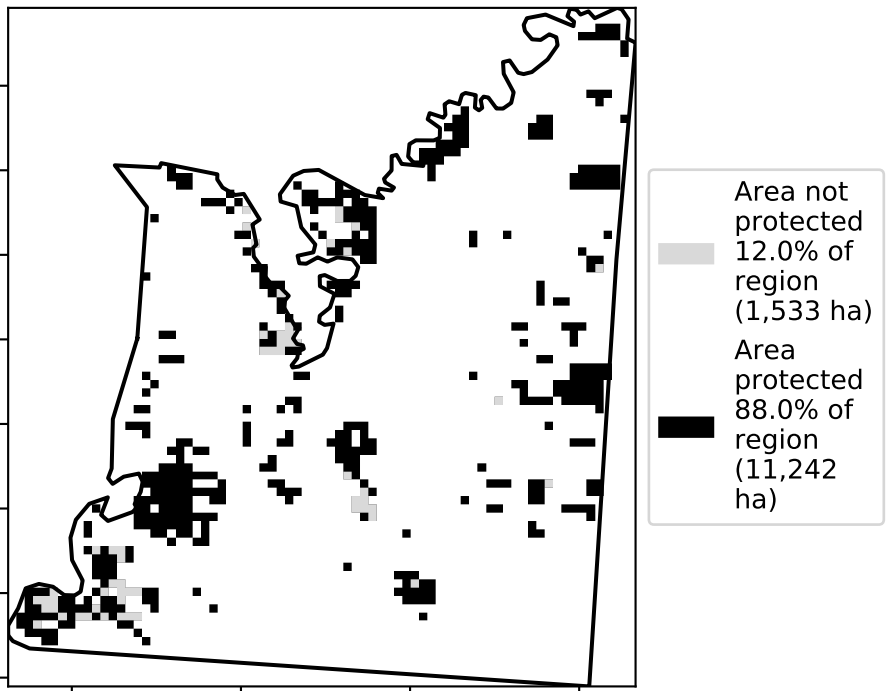 Area not
protected
12.0% of
region
(1,533 ha)
Area
protected
88.0% of
region
(11,242
ha)